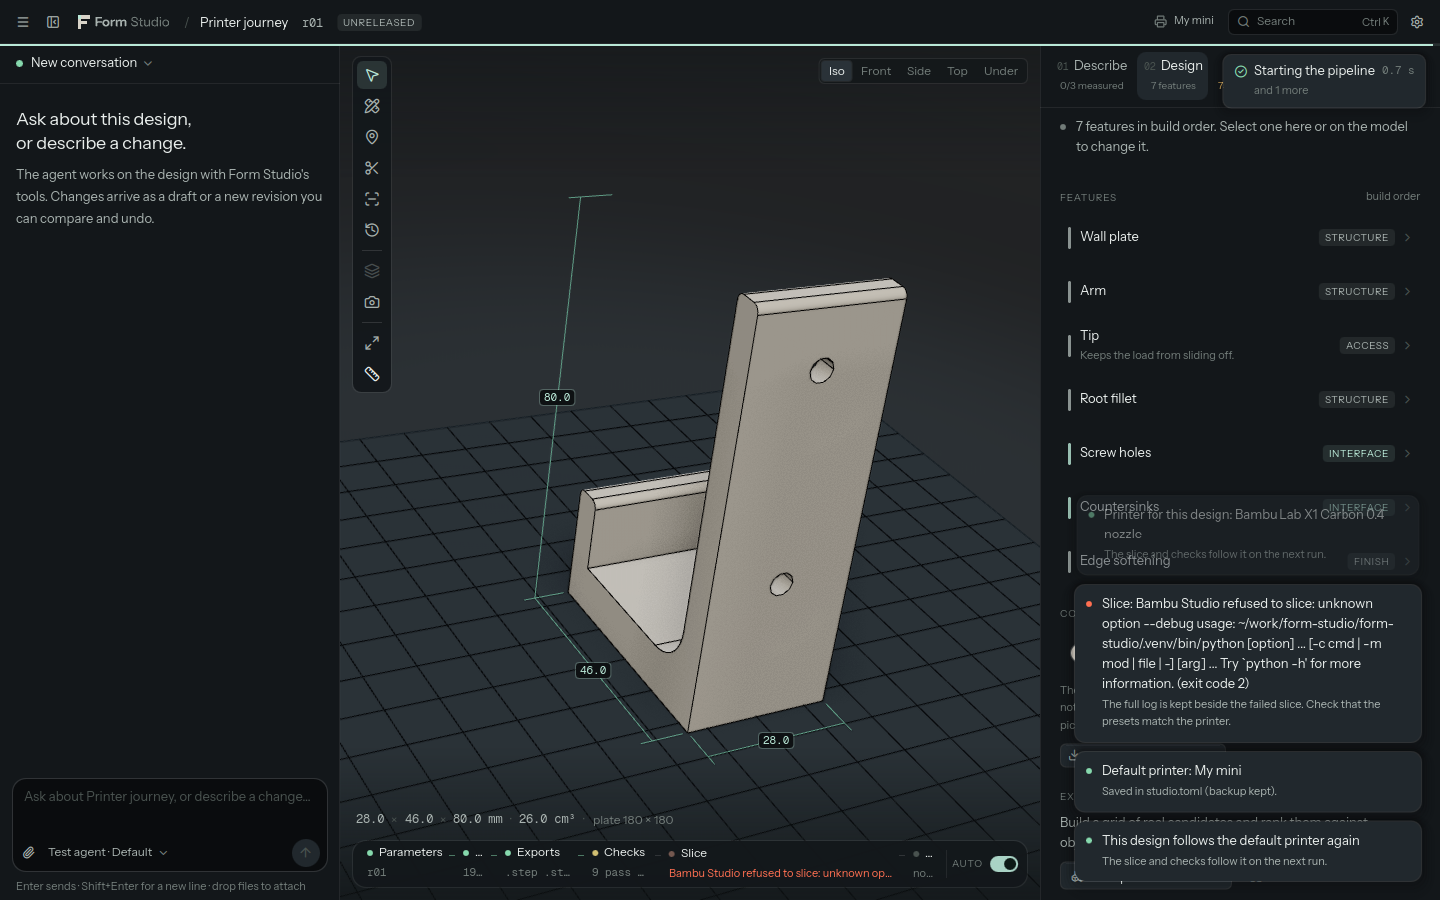 Form Studio / Printer journey r01 UNRELEASED
My mini
Search Ctrl K
New conversation
Ask about this design,
or describe a change.
The agent works on the design with Form Studio's
tools. Changes arrive as a draft or a new revision you
can compare and undo.
Ask about Printer journey, or describe a change...
Test agent · Default
Enter sends · Shift+Enter for a new line · drop files to attach
Iso Front Side Top Under
80.0
46.0
28.0
28.0 × 46.0 × 80.0 mm · 26.0 cm³ · plate 180 × 180
Parameters
r01
...
19...
Exports
.step .st...
Checks
9 pass ...
Slice
Bambu Studio refused to slice: unknown op...
...
no...
AUTO
01 Describe
0/3 measured
02 Design
7 features
7
Starting the pipeline 0.7 s
and 1 more
7 features in build order. Select one here or on the model
to change it.
FEATURES build order
Wall plate STRUCTURE
Arm STRUCTURE
Tip
Keeps the load from sliding off.
ACCESS
Root fillet STRUCTURE
Screw holes INTERFACE
Countersinks INTERFACE
Printer for this design: Bambu Lab X1 Carbon 0.4
nozzle
The slice and checks follow it on the next run.
Edge softening FINISH
Slice: Bambu Studio refused to slice: unknown
option --debug usage: ~/work/form-studio/form-
studio/.venv/bin/python [option] ... [-c cmd | -m
mod | file | -] [arg] ... Try `python -h' for more
information. (exit code 2)
The full log is kept beside the failed slice. Check that the
presets match the printer.
Default printer: My mini
Saved in studio.toml (backup kept).
This design follows the default printer again
The slice and checks follow it on the next run.